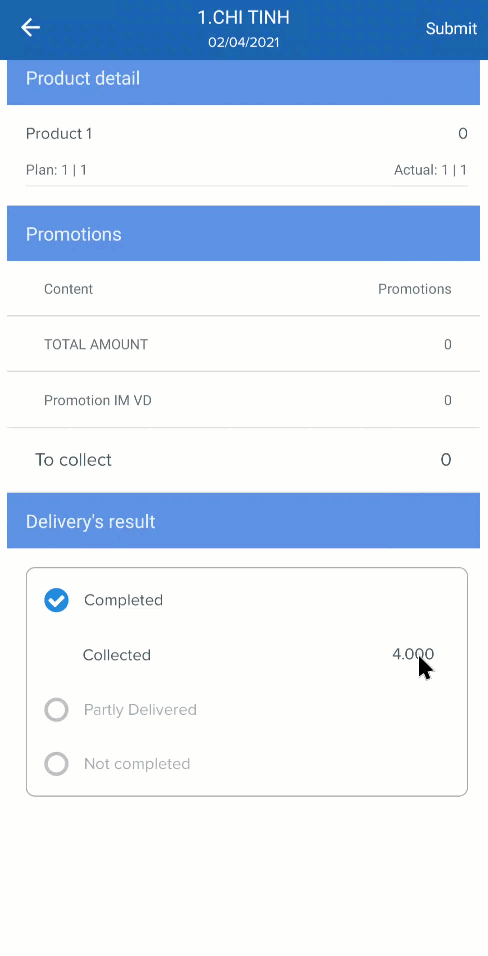 1.CHI TINH
02/04/2021
Submit
Product detail
Product 1 0
Plan: 1 | 1 Actual: 1 | 1
Promotions
Content Promotions
TOTAL AMOUNT 0
Promotion IM VD 0
To collect 0
Delivery's result
Completed
Collected 4.000
Partly Delivered
Not completed